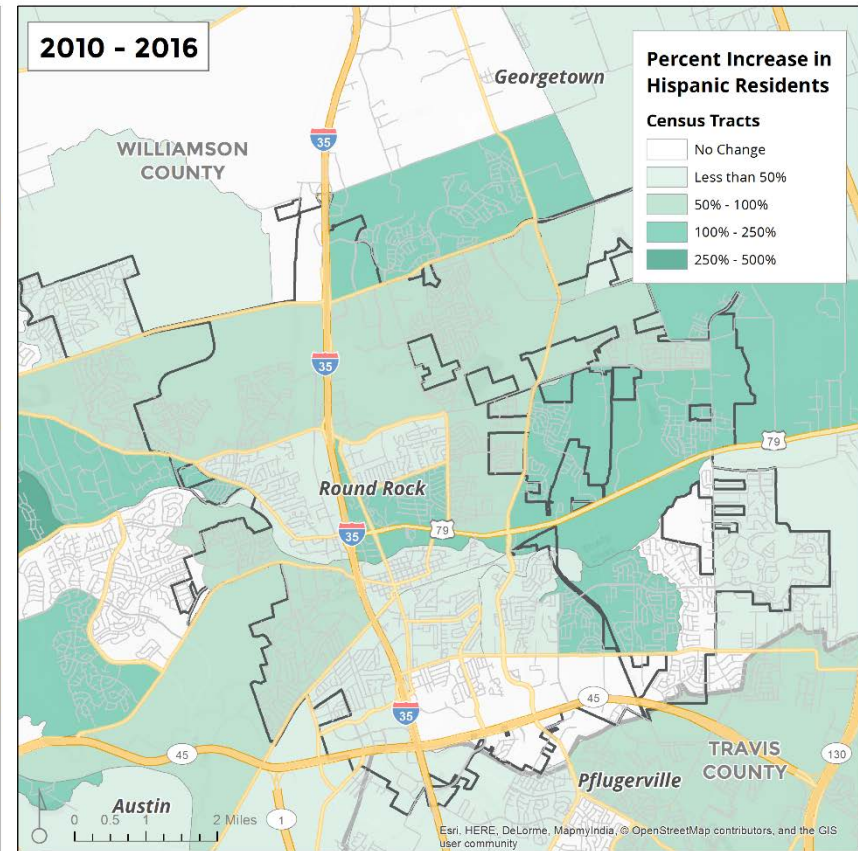 2010 - 2016
Percent Increase in
Hispanic Residents
Census Tracts
No Change
Less than 50%
50% - 100%
100% - 250%
250% - 500%
Georgetown
35
WILLIAMSON
COUNTY
35
79
Round Rock
35
79
45
35
45
TRAVIS
COUNTY
130
Pflugerville
Austin
1
0 0.5 1 2 Miles
Esri, HERE, DeLorme, MapmyIndia, © OpenStreetMap contributors, and the GIS
user community